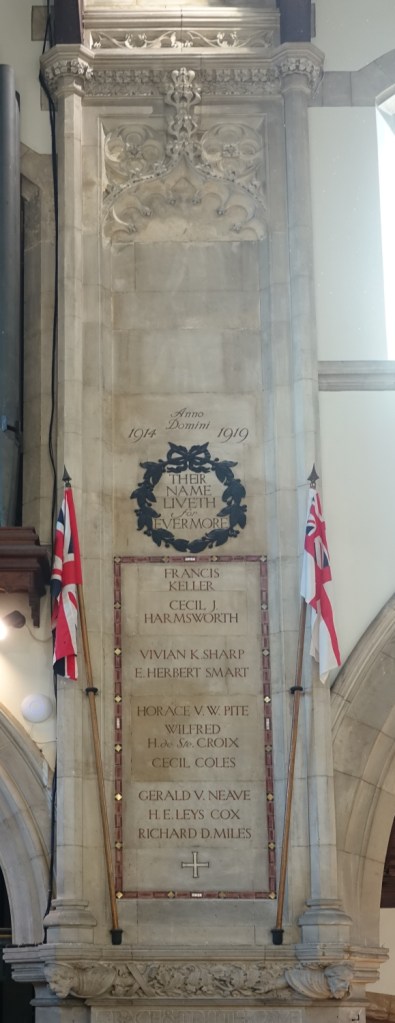 Anno
Domini
1914 1919
THEIR
NAME
LIVETH
for
EVERMORE
FRANCIS
KELLER
CECIL J.
HARMSWORTH
VIVIAN K. SHARP
E. HERBERT SMART
HORACE V. W. PITE
WILFRED
H. de Ste. CROIX
CECIL COLES
GERALD V. NEAVE
H. E. LEYS COX
RICHARD D. MILES